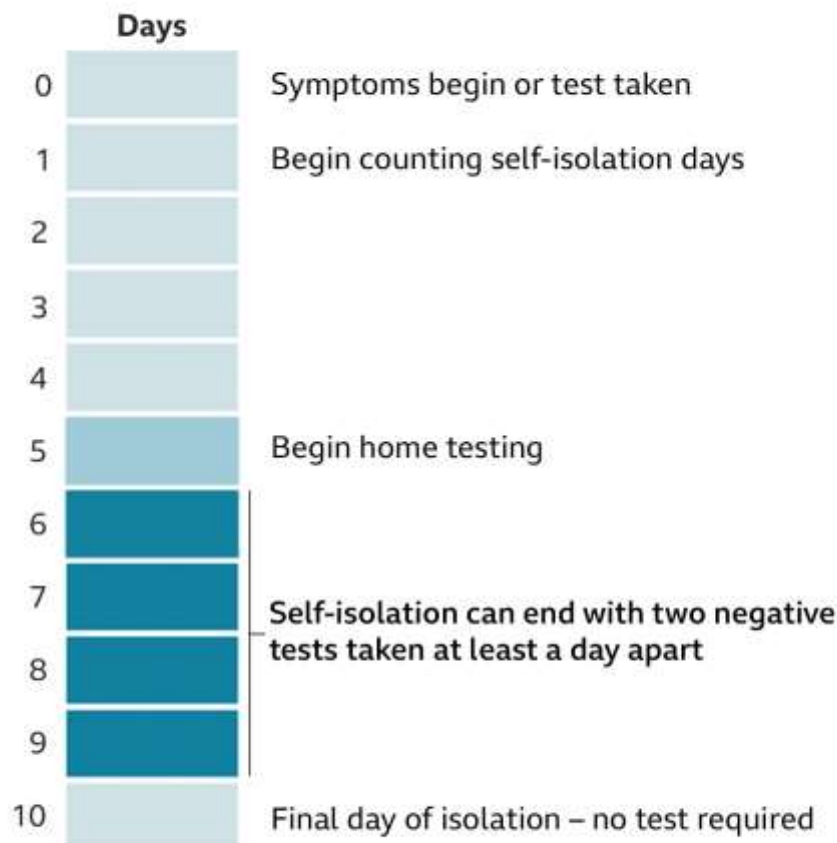 Days
0 Symptoms begin or test taken
1 Begin counting self-isolation days
2
3
4
5 Begin home testing
6
7
Self-isolation can end with two negative
tests taken at least a day apart
8
9
10 Final day of isolation – no test required